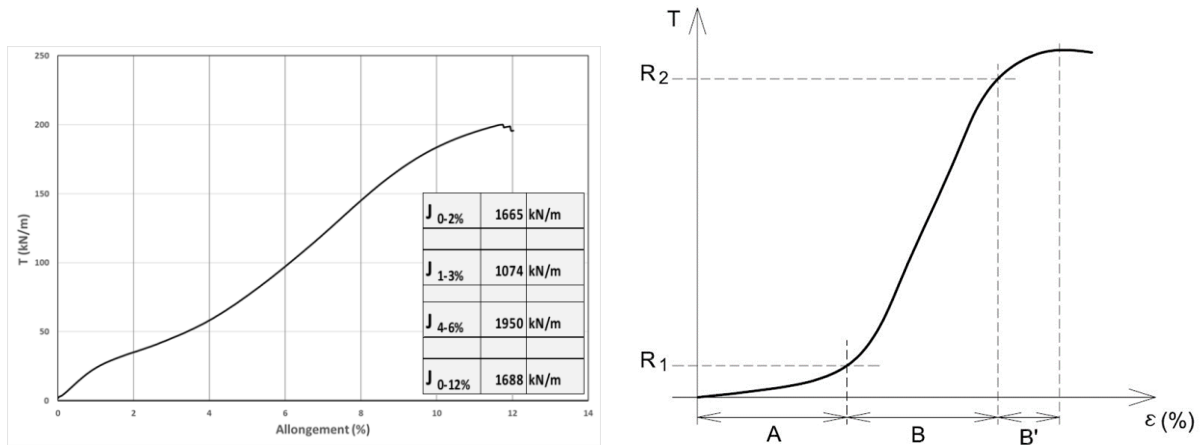 250
200
150
100
50
0
T (kN/m)
0 2 4 6 8 10 12 14
Allongement (%)
J 0-2% 1665 kN/m
J 1-3% 1074 kN/m
J 4-6% 1950 kN/m
J 0-12% 1688 kN/m
T
R2
R1
A B B'
ε (%)